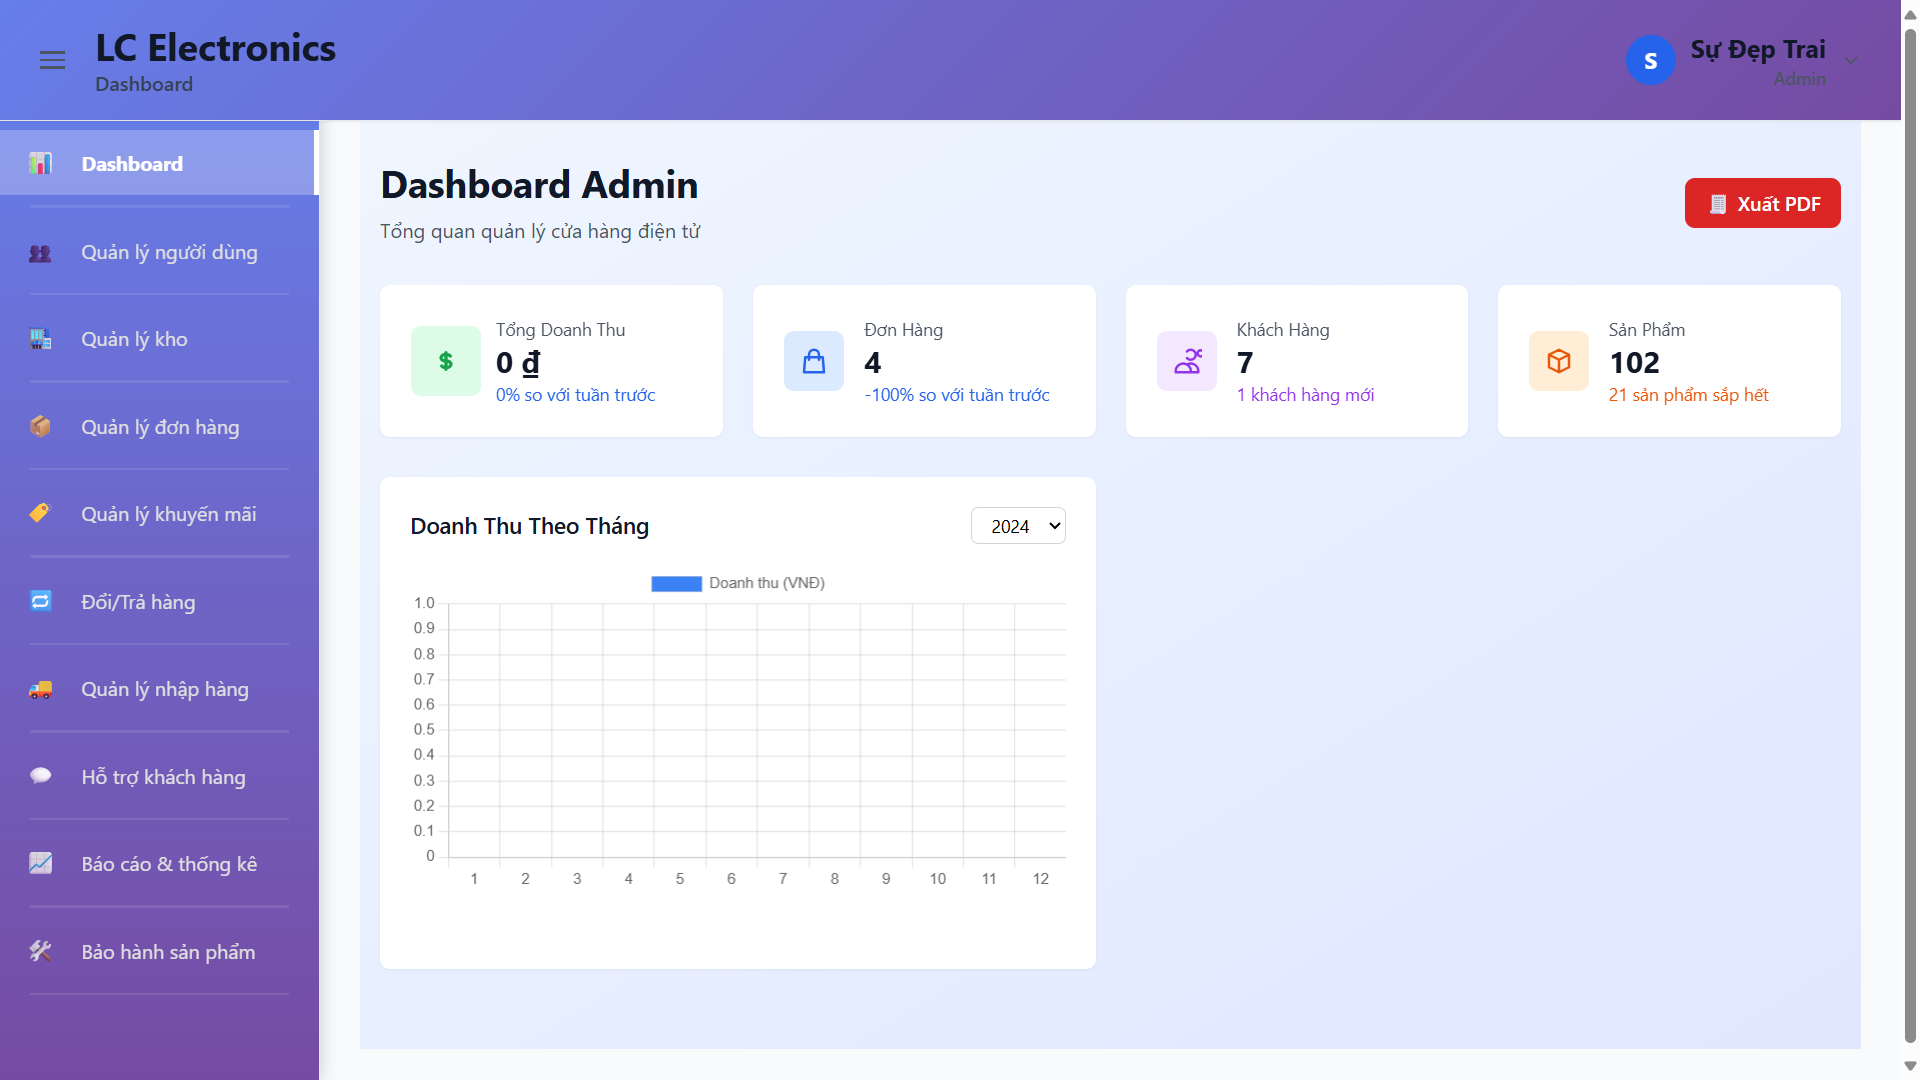 LC Electronics
Dashboard
S
Sự Đẹp Trai
Admin
Dashboard
Quản lý người dùng
Quản lý kho
Quản lý đơn hàng
Quản lý khuyến mãi
Đổi/Trả hàng
Quản lý nhập hàng
Hỗ trợ khách hàng
Báo cáo & thống kê
Bảo hành sản phẩm
Dashboard Admin
Tổng quan quản lý cửa hàng điện tử
Xuất PDF
$
Tổng Doanh Thu
0 ₫
0% so với tuần trước
Đơn Hàng
4
-100% so với tuần trước
Khách Hàng
7
1 khách hàng mới
Sản Phẩm
102
21 sản phẩm sắp hết
Doanh Thu Theo Tháng
2024
Doanh thu (VNĐ)
1.0
0.9
0.8
0.7
0.6
0.5
0.4
0.3
0.2
0.1
0
1 2 3 4 5 6 7 8 9 10 11 12